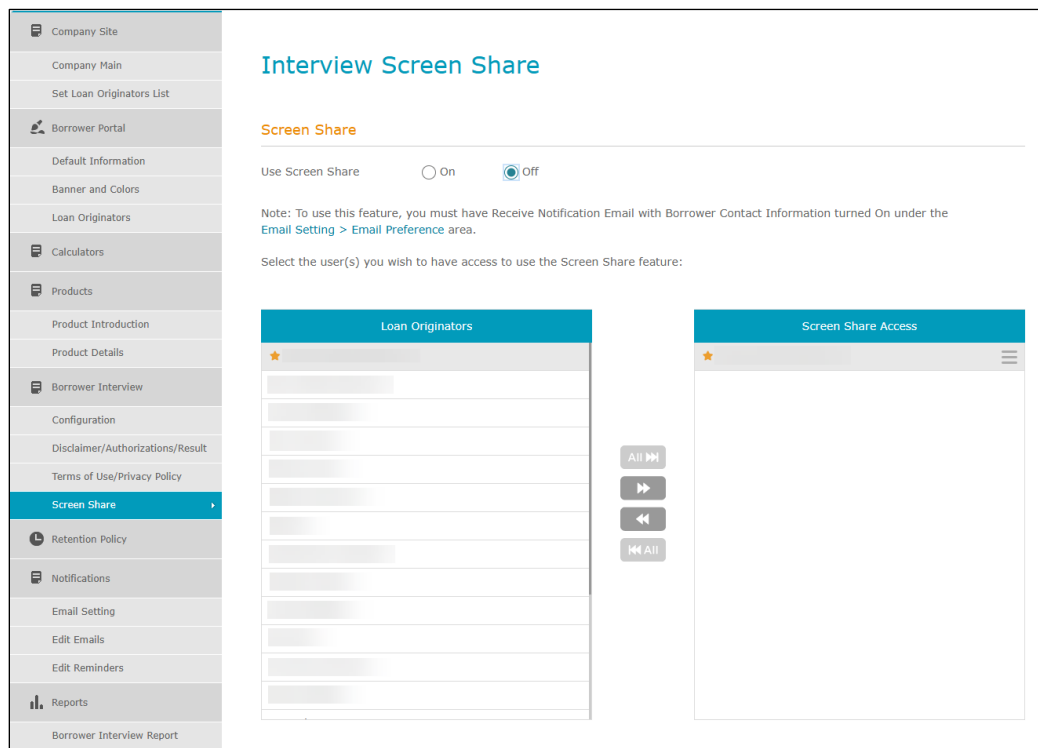 Company Site
Company Main
Set Loan Originators List
Borrower Portal
Default Information
Banner and Colors
Loan Originators
Calculators
Products
Product Introduction
Product Details
Borrower Interview
Configuration
Disclaimer/Authorizations/Result
Terms of Use/Privacy Policy
Screen Share
Retention Policy
Notifications
Email Setting
Edit Emails
Edit Reminders
Reports
Borrower Interview Report
Interview Screen Share
Screen Share
Use Screen Share On Off
Note: To use this feature, you must have Receive Notification Email with Borrower Contact Information turned On under the
Email Setting > Email Preference area.
Select the user(s) you wish to have access to use the Screen Share feature:
Loan Originators
All
All
Screen Share Access